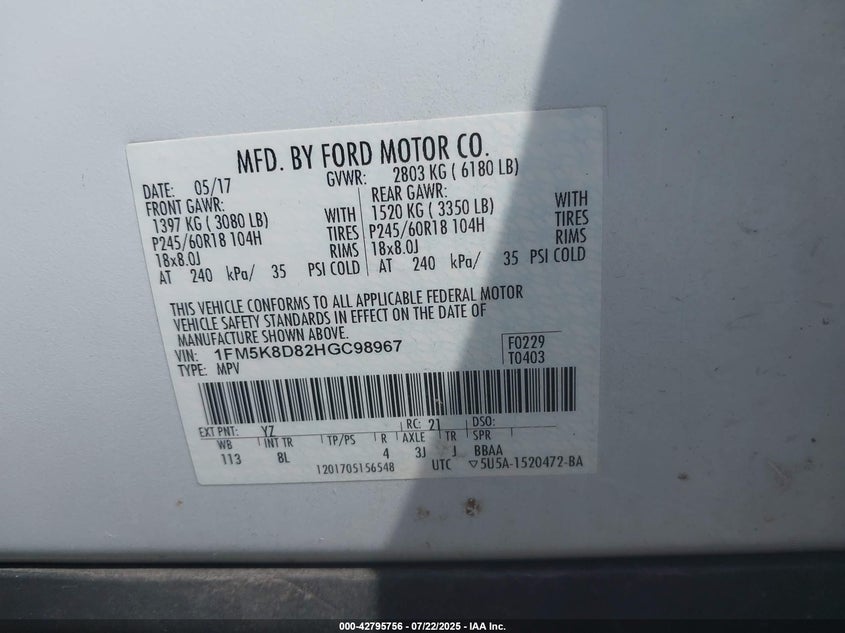 MFD. BY FORD MOTOR CO.
DATE: 05/17 GVWR: 2803 KG ( 6180 LB)
FRONT GAWR: REAR GAWR:
1397 KG ( 3080 LB) WITH 1520 KG ( 3350 LB) WITH
P245/60R18 104H TIRES P245/60R18 104H TIRES
18x8.0J RIMS 18x8.0J RIMS
AT 240 kPa/ 35 PSI COLD AT 240 kPa/ 35 PSI COLD
THIS VEHICLE CONFORMS TO ALL APPLICABLE FEDERAL MOTOR
VEHICLE SAFETY STANDARDS IN EFFECT ON THE DATE OF
MANUFACTURE SHOWN ABOVE.
VIN: 1FM5K8D82HGC98967 F0229
TYPE: MPV T0403
EXT PNT: YZ RC: 21 DSO:
WB INT TR TP/PS R AXLE TR SPR
113 8L 4 3J J BBAA
1201705156548 UTC ▽5U5A-1520472-BA
000-42795756 - 07/22/2025 - IAA Inc.